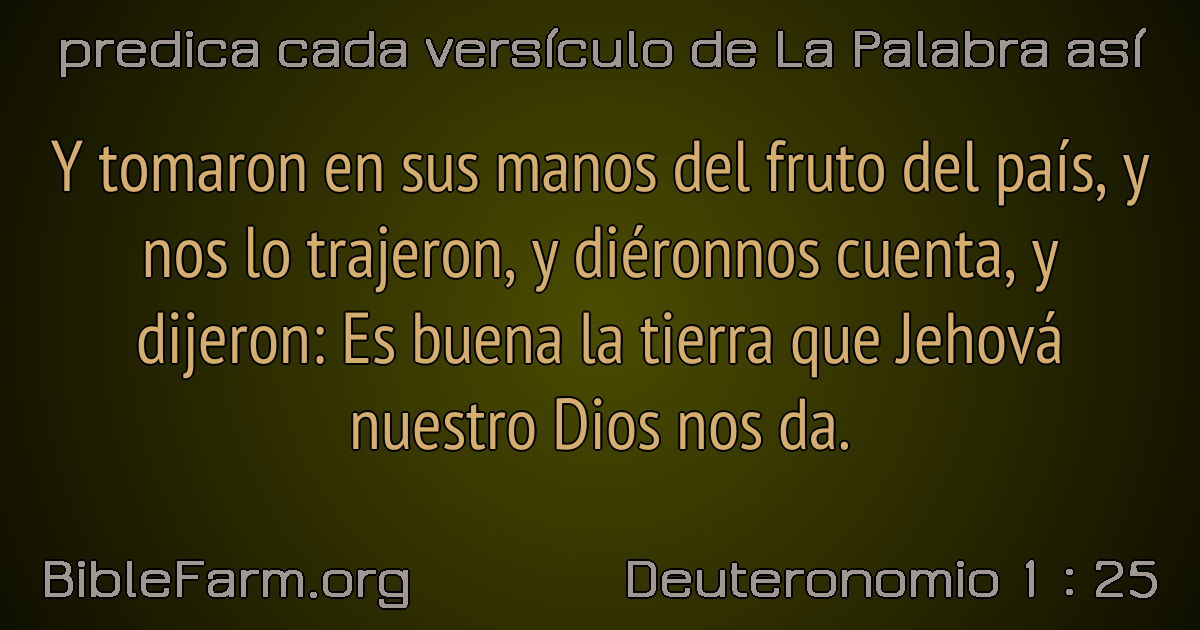 predica cada versículo de La Palabra así
Y tomaron en sus manos del fruto del país, y
nos lo trajeron, y diéronnos cuenta, y
dijeron: Es buena la tierra que Jehová
nuestro Dios nos da.
BibleFarm.org
Deuteronomio 1 : 25